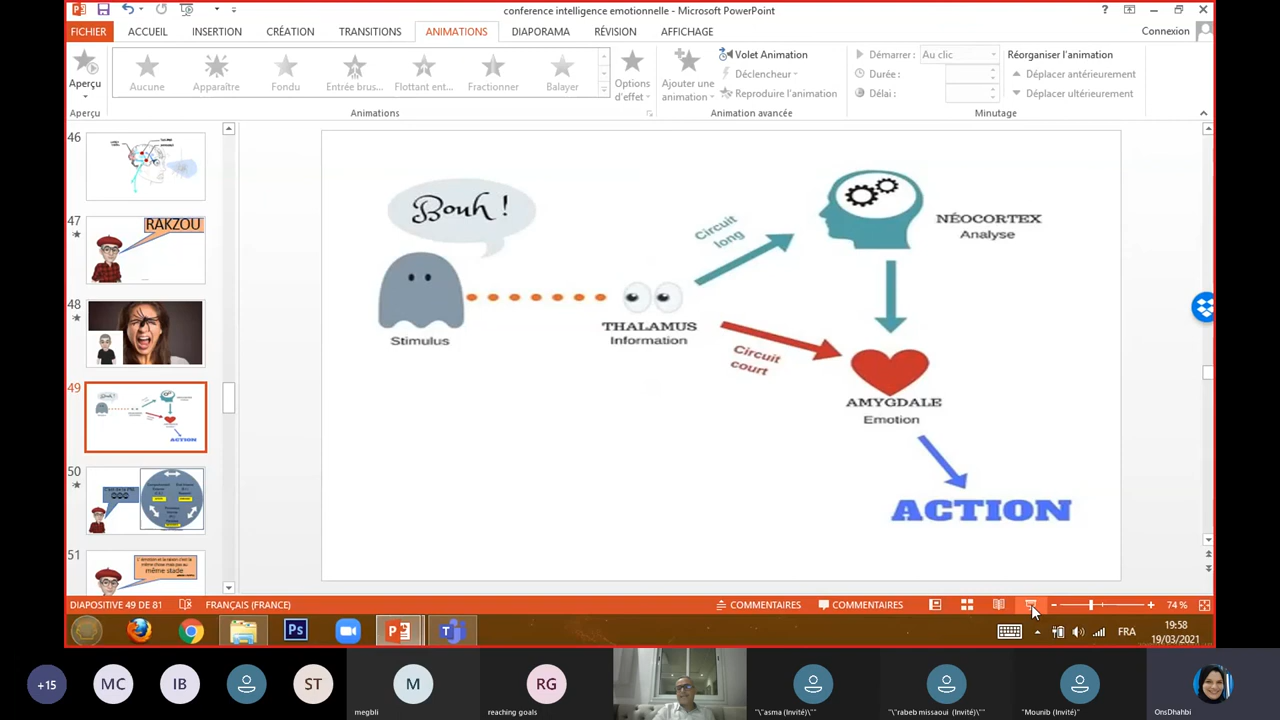 conference intelligence emotionnelle - Microsoft PowerPoint
FICHIER ACCUEIL INSERTION CRÉATION TRANSITIONS ANIMATIONS DIAPORAMA RÉVISION AFFICHAGE Connexion
Aperçu
Aucune Apparaître Fondu Entrée brus... Flottant ent... Fractionner Balayer
Options d'effet
Ajouter une animation
Volet Animation
Déclencheur
Reproduire l'animation
Démarrer : Au clic
Durée :
Délai :
Réorganiser l'animation
Déplacer antérieurement
Déplacer ultérieurement
Aperçu Animations Animation avancée Minutage
46
47
RAKZOU
48
49
ACTION
50
51
même stade
Bouh !
Stimulus
THALAMUS
Information
Circuit long
Circuit court
NÉOCORTEX
Analyse
AMYGDALE
Emotion
ACTION
DIAPOSITIVE 49 DE 81 FRANÇAIS (FRANCE) COMMENTAIRES COMMENTAIRES 74 %
Ps
FRA
19:58
19/03/2021
+15 MC IB ST M RG
megbli
reaching goals
"\"asma (Invité)\""
"\"rabeb missaoui (Invité)\""
"Mounib (Invité)"
OnsDhahbi